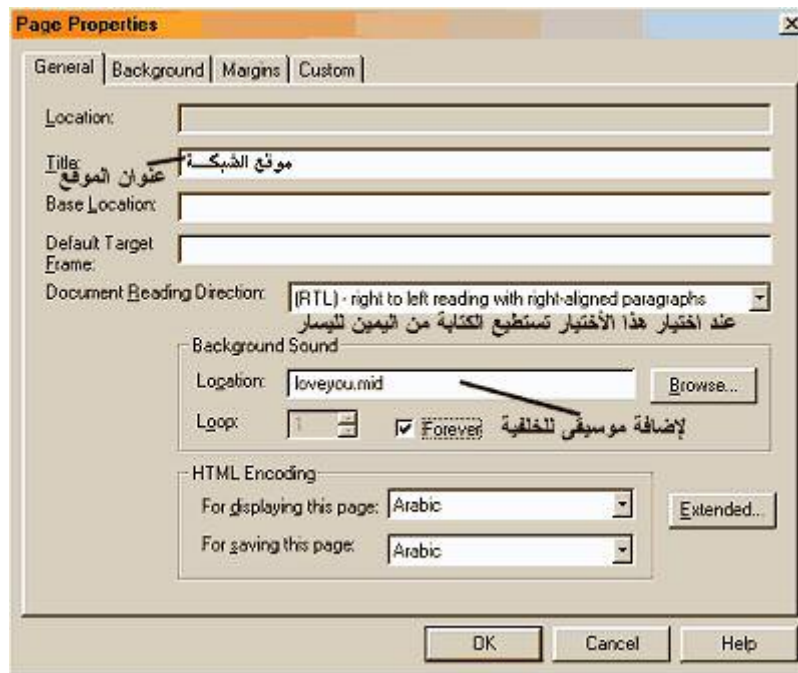 Page Properties
General Background Margins Custom
Location:
Title: موقع الشبكــة
عنوان الموقع
Base Location:
Default Target Frame:
Document Reading Direction: (RTL) - right to left reading with right-aligned paragraphs
عند اختيار هذا الأختيار تستطيع الكتابة من اليمين لليسار
Background Sound
Location: loveyou.mid Browse...
Loop: 1 Forever لإضافة موسيقى للخلفية
HTML Encoding
For displaying this page: Arabic Extended...
For saving this page: Arabic
OK Cancel Help